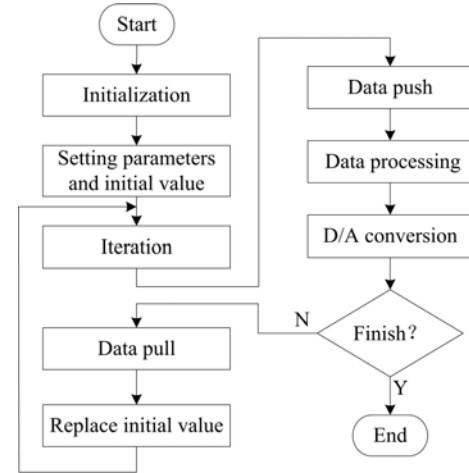 Start
Initialization
Setting parameters
and initial value
Iteration
Data push
Data processing
D/A conversion
Finish?
N
Y
Data pull
Replace initial value
End